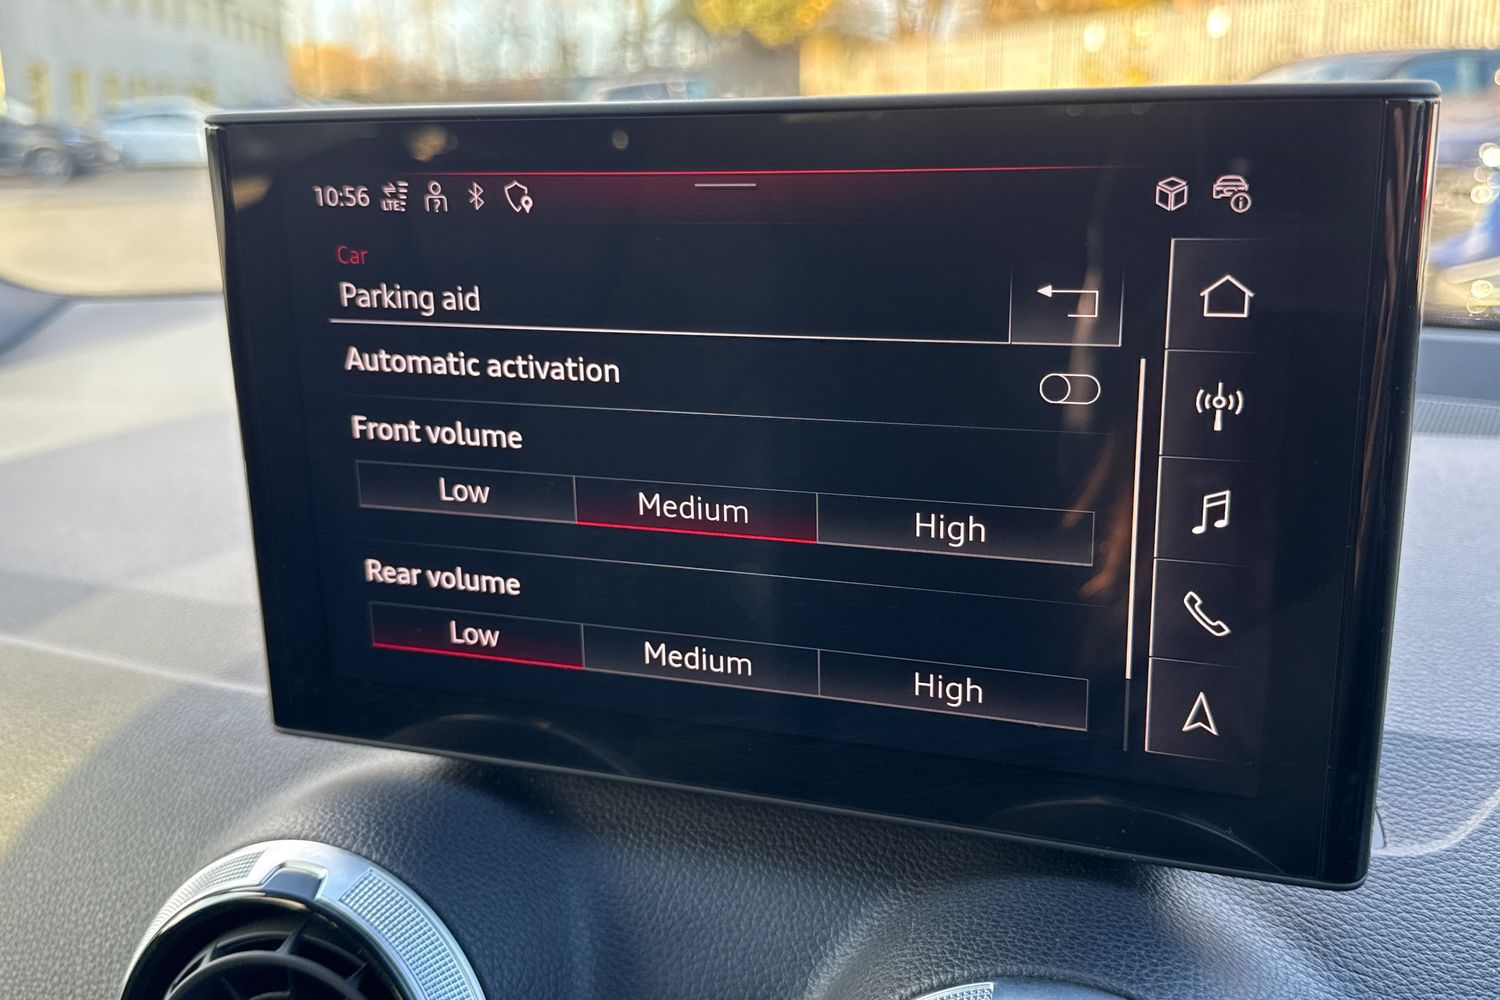 10:56 LTE
Car
Parking aid
Automatic activation
Front volume
Low Medium High
Rear volume
Low Medium High